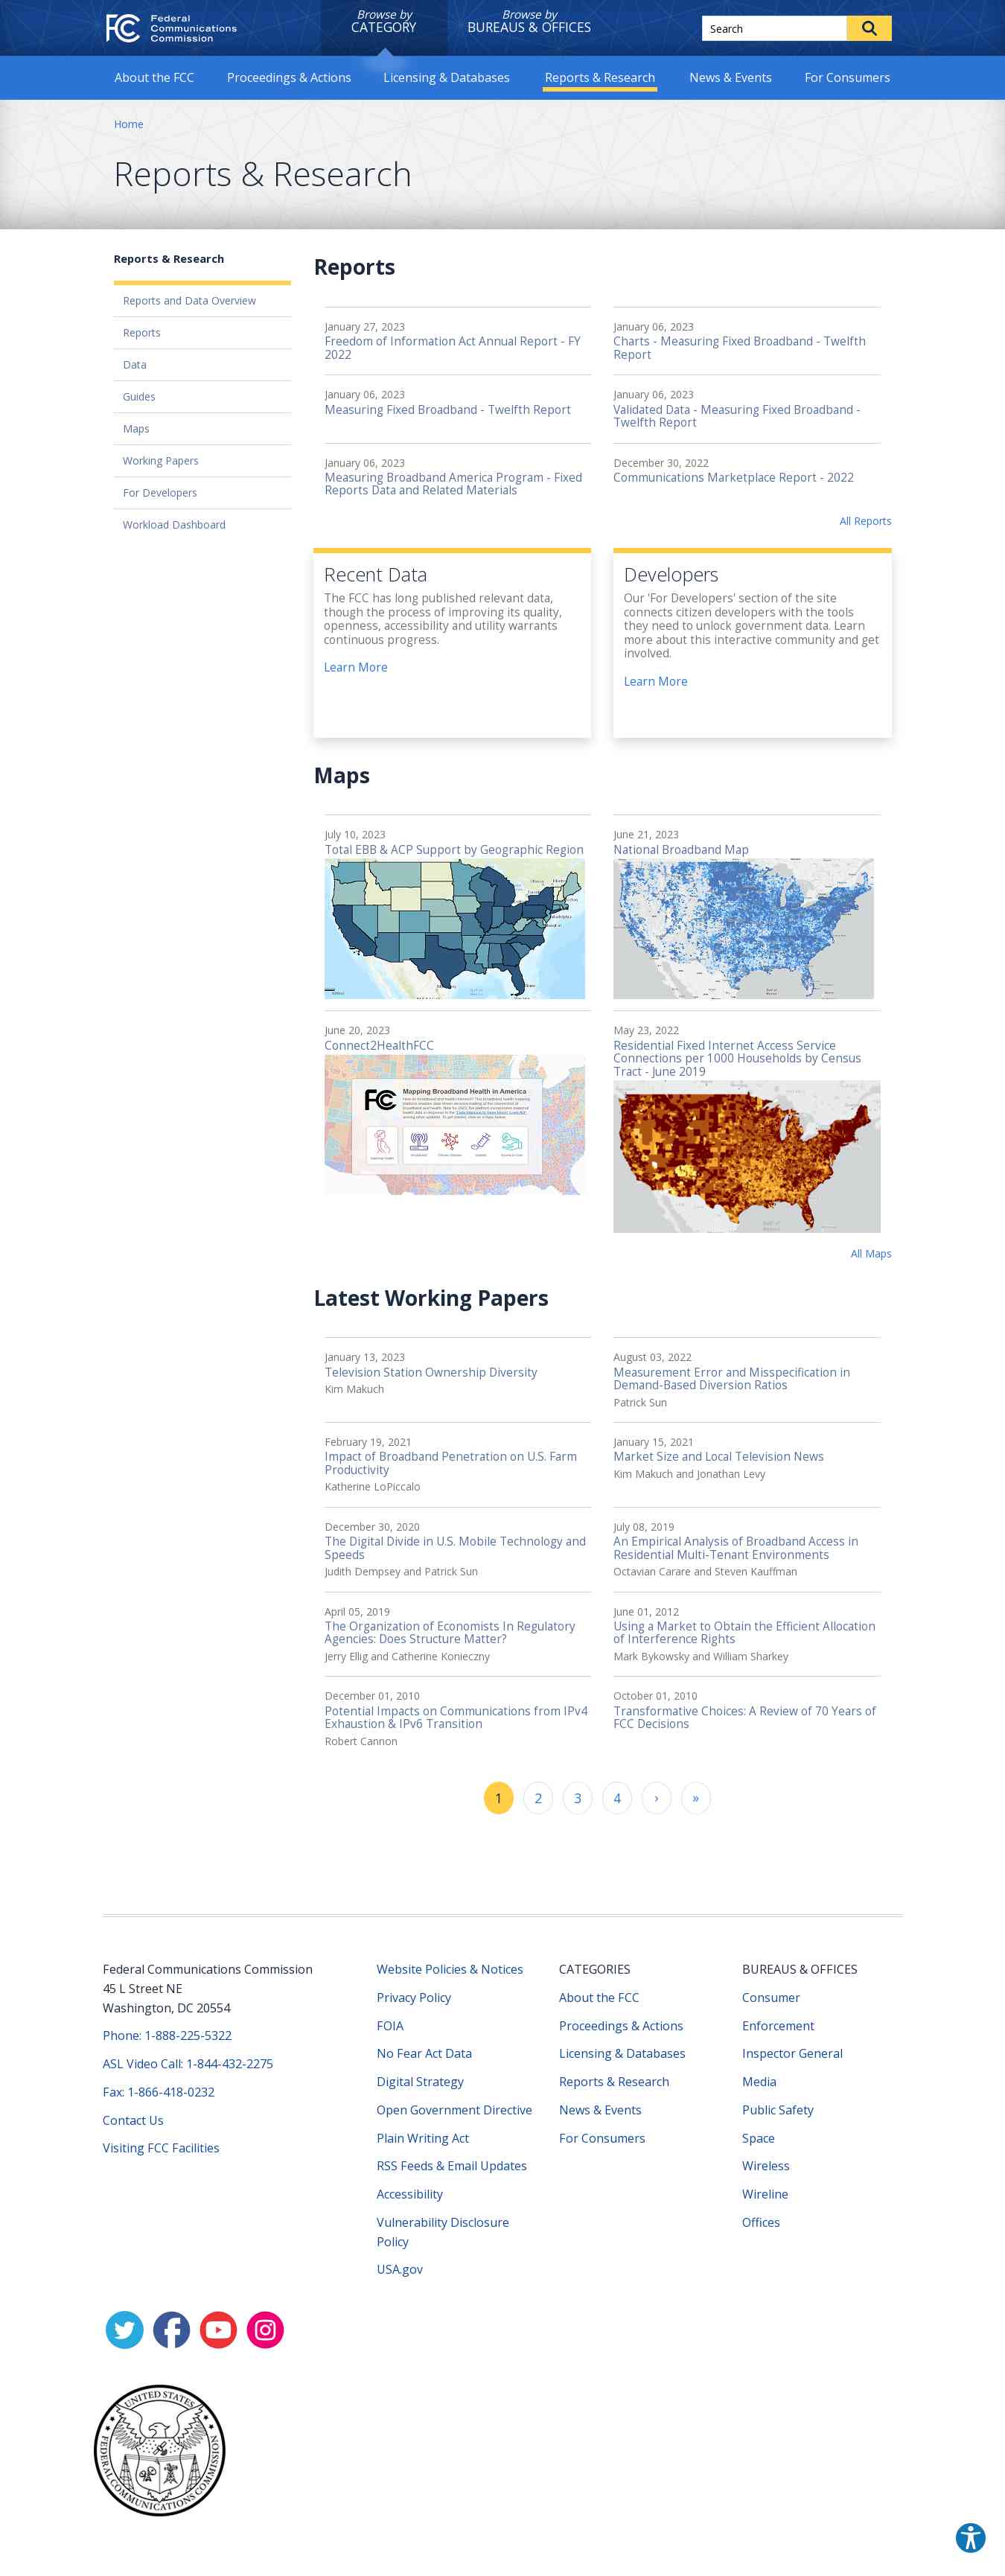 Federal
Communications
Commission
Browse by
CATEGORY
Browse by
BUREAUS & OFFICES
Search
About the FCC
Proceedings & Actions
Licensing & Databases
Reports & Research
News & Events
For Consumers
Home
Reports & Research
Reports & Research
Reports and Data Overview
Reports
Data
Guides
Maps
Working Papers
For Developers
Workload Dashboard
Reports
January 27, 2023
Freedom of Information Act Annual Report - FY
2022
January 06, 2023
Charts - Measuring Fixed Broadband - Twelfth
Report
January 06, 2023
Measuring Fixed Broadband - Twelfth Report
January 06, 2023
Validated Data - Measuring Fixed Broadband -
Twelfth Report
January 06, 2023
Measuring Broadband America Program - Fixed
Reports Data and Related Materials
December 30, 2022
Communications Marketplace Report - 2022
All Reports
Recent Data
The FCC has long published relevant data,
though the process of improving its quality,
openness, accessibility and utility warrants
continuous progress.
Learn More
Developers
Our 'For Developers' section of the site
connects citizen developers with the tools
they need to unlock government data. Learn
more about this interactive community and get
involved.
Learn More
Maps
July 10, 2023
Total EBB & ACP Support by Geographic Region
June 21, 2023
National Broadband Map
June 20, 2023
Connect2HealthFCC
FCC
Mapping Broadband Health in America
May 23, 2022
Residential Fixed Internet Access Service
Connections per 1000 Households by Census
Tract - June 2019
All Maps
Latest Working Papers
January 13, 2023
Television Station Ownership Diversity
Kim Makuch
August 03, 2022
Measurement Error and Misspecification in
Demand-Based Diversion Ratios
Patrick Sun
February 19, 2021
Impact of Broadband Penetration on U.S. Farm
Productivity
Katherine LoPiccalo
January 15, 2021
Market Size and Local Television News
Kim Makuch and Jonathan Levy
December 30, 2020
The Digital Divide in U.S. Mobile Technology and
Speeds
Judith Dempsey and Patrick Sun
July 08, 2019
An Empirical Analysis of Broadband Access in
Residential Multi-Tenant Environments
Octavian Carare and Steven Kauffman
April 05, 2019
The Organization of Economists In Regulatory
Agencies: Does Structure Matter?
Jerry Ellig and Catherine Konieczny
June 01, 2012
Using a Market to Obtain the Efficient Allocation
of Interference Rights
Mark Bykowsky and William Sharkey
December 01, 2010
Potential Impacts on Communications from IPv4
Exhaustion & IPv6 Transition
Robert Cannon
October 01, 2010
Transformative Choices: A Review of 70 Years of
FCC Decisions
1 2 3 4 › »
Federal Communications Commission
45 L Street NE
Washington, DC 20554
Phone: 1-888-225-5322
ASL Video Call: 1-844-432-2275
Fax: 1-866-418-0232
Contact Us
Visiting FCC Facilities
Website Policies & Notices
Privacy Policy
FOIA
No Fear Act Data
Digital Strategy
Open Government Directive
Plain Writing Act
RSS Feeds & Email Updates
Accessibility
Vulnerability Disclosure
Policy
USA.gov
CATEGORIES
About the FCC
Proceedings & Actions
Licensing & Databases
Reports & Research
News & Events
For Consumers
BUREAUS & OFFICES
Consumer
Enforcement
Inspector General
Media
Public Safety
Space
Wireless
Wireline
Offices
UNITED STATES
FEDERAL COMMUNICATIONS COMMISSION